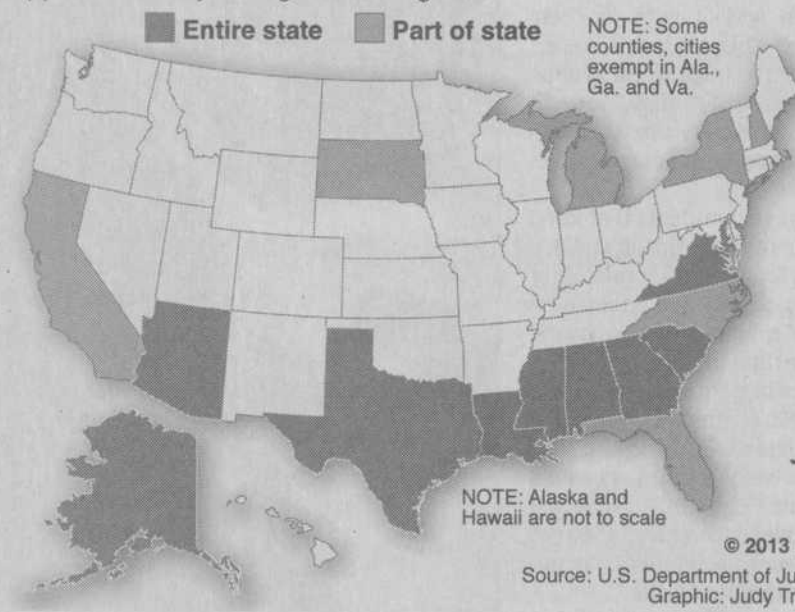 Entire state
Part of state
NOTE: Some
counties, cities
exempt in Ala.,
Ga. and Va.
NOTE: Alaska and
Hawaii are not to scale
© 2013
Source: U.S. Department of Ju
Graphic: Judy Tr